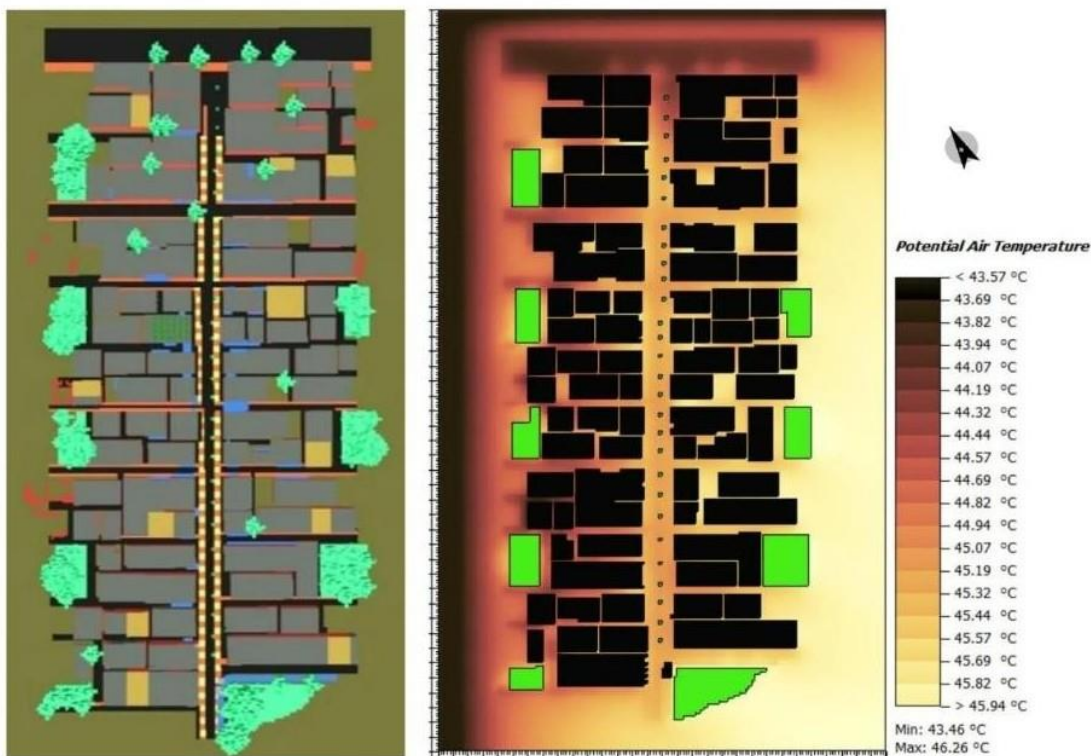 Potential Air Temperature
< 43.57 °C
43.69 °C
43.82 °C
43.94 °C
44.07 °C
44.19 °C
44.32 °C
44.44 °C
44.57 °C
44.69 °C
44.82 °C
44.94 °C
45.07 °C
45.19 °C
45.32 °C
45.44 °C
45.57 °C
45.69 °C
45.82 °C
> 45.94 °C
Min: 43.46 °C
Max: 46.26 °C